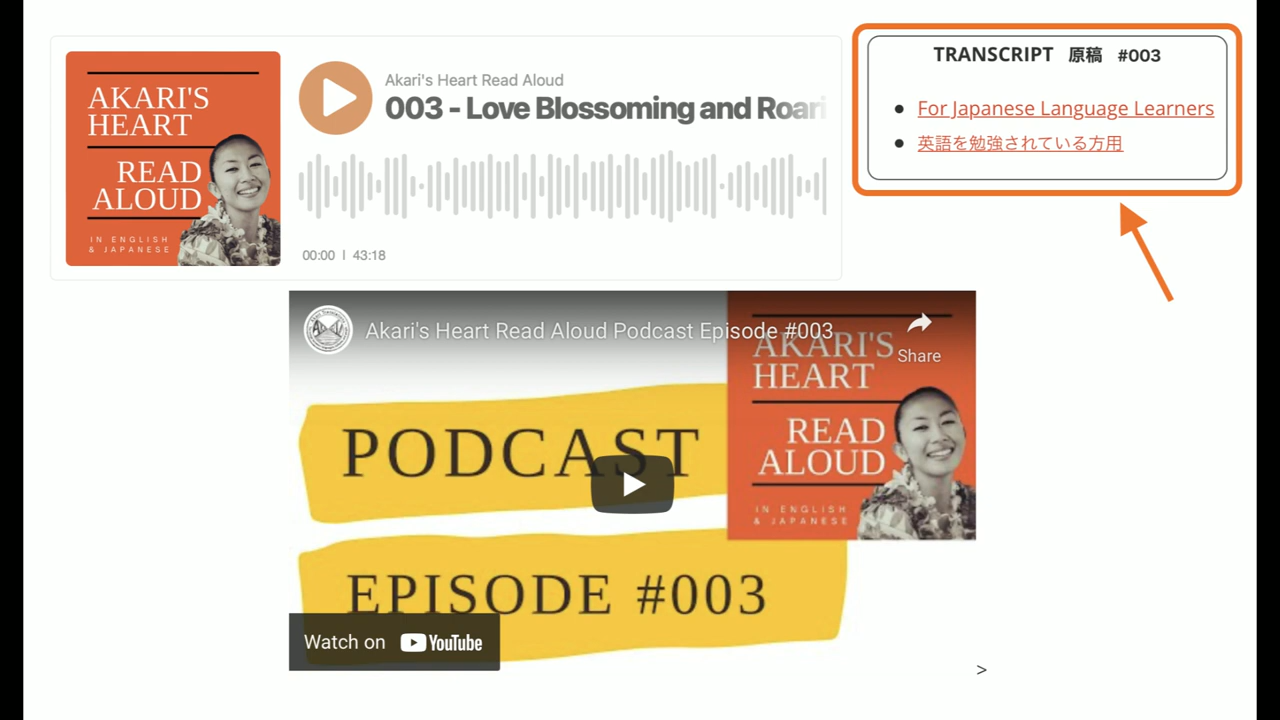 AKARI'S
HEART
READ
ALOUD
IN ENGLISH
& JAPANESE
Akari's Heart Read Aloud
003 - Love Blossoming and Roari
00:00 | 43:18
TRANSCRIPT 原稿 #003
For Japanese Language Learners
英語を勉強されている方用
Akari's Heart Read Aloud Podcast Episode #003
Share
AKARI'S
HEART
READ
ALOUD
IN ENGLISH
& JAPANESE
PODCAST
EPISODE #003
Watch on YouTube
>